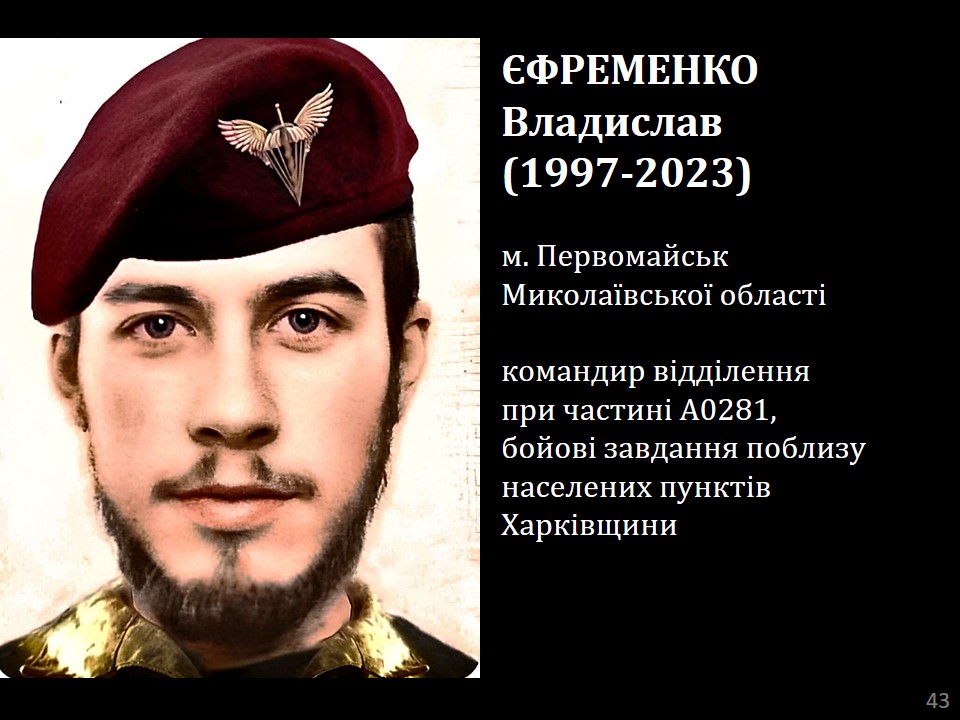 ЄФРЕМЕНКО
Владислав
(1997-2023)
м. Первомайськ
Миколаївської області
командир відділення
при частині А0281,
бойові завдання поблизу
населених пунктів
Харківщини
43